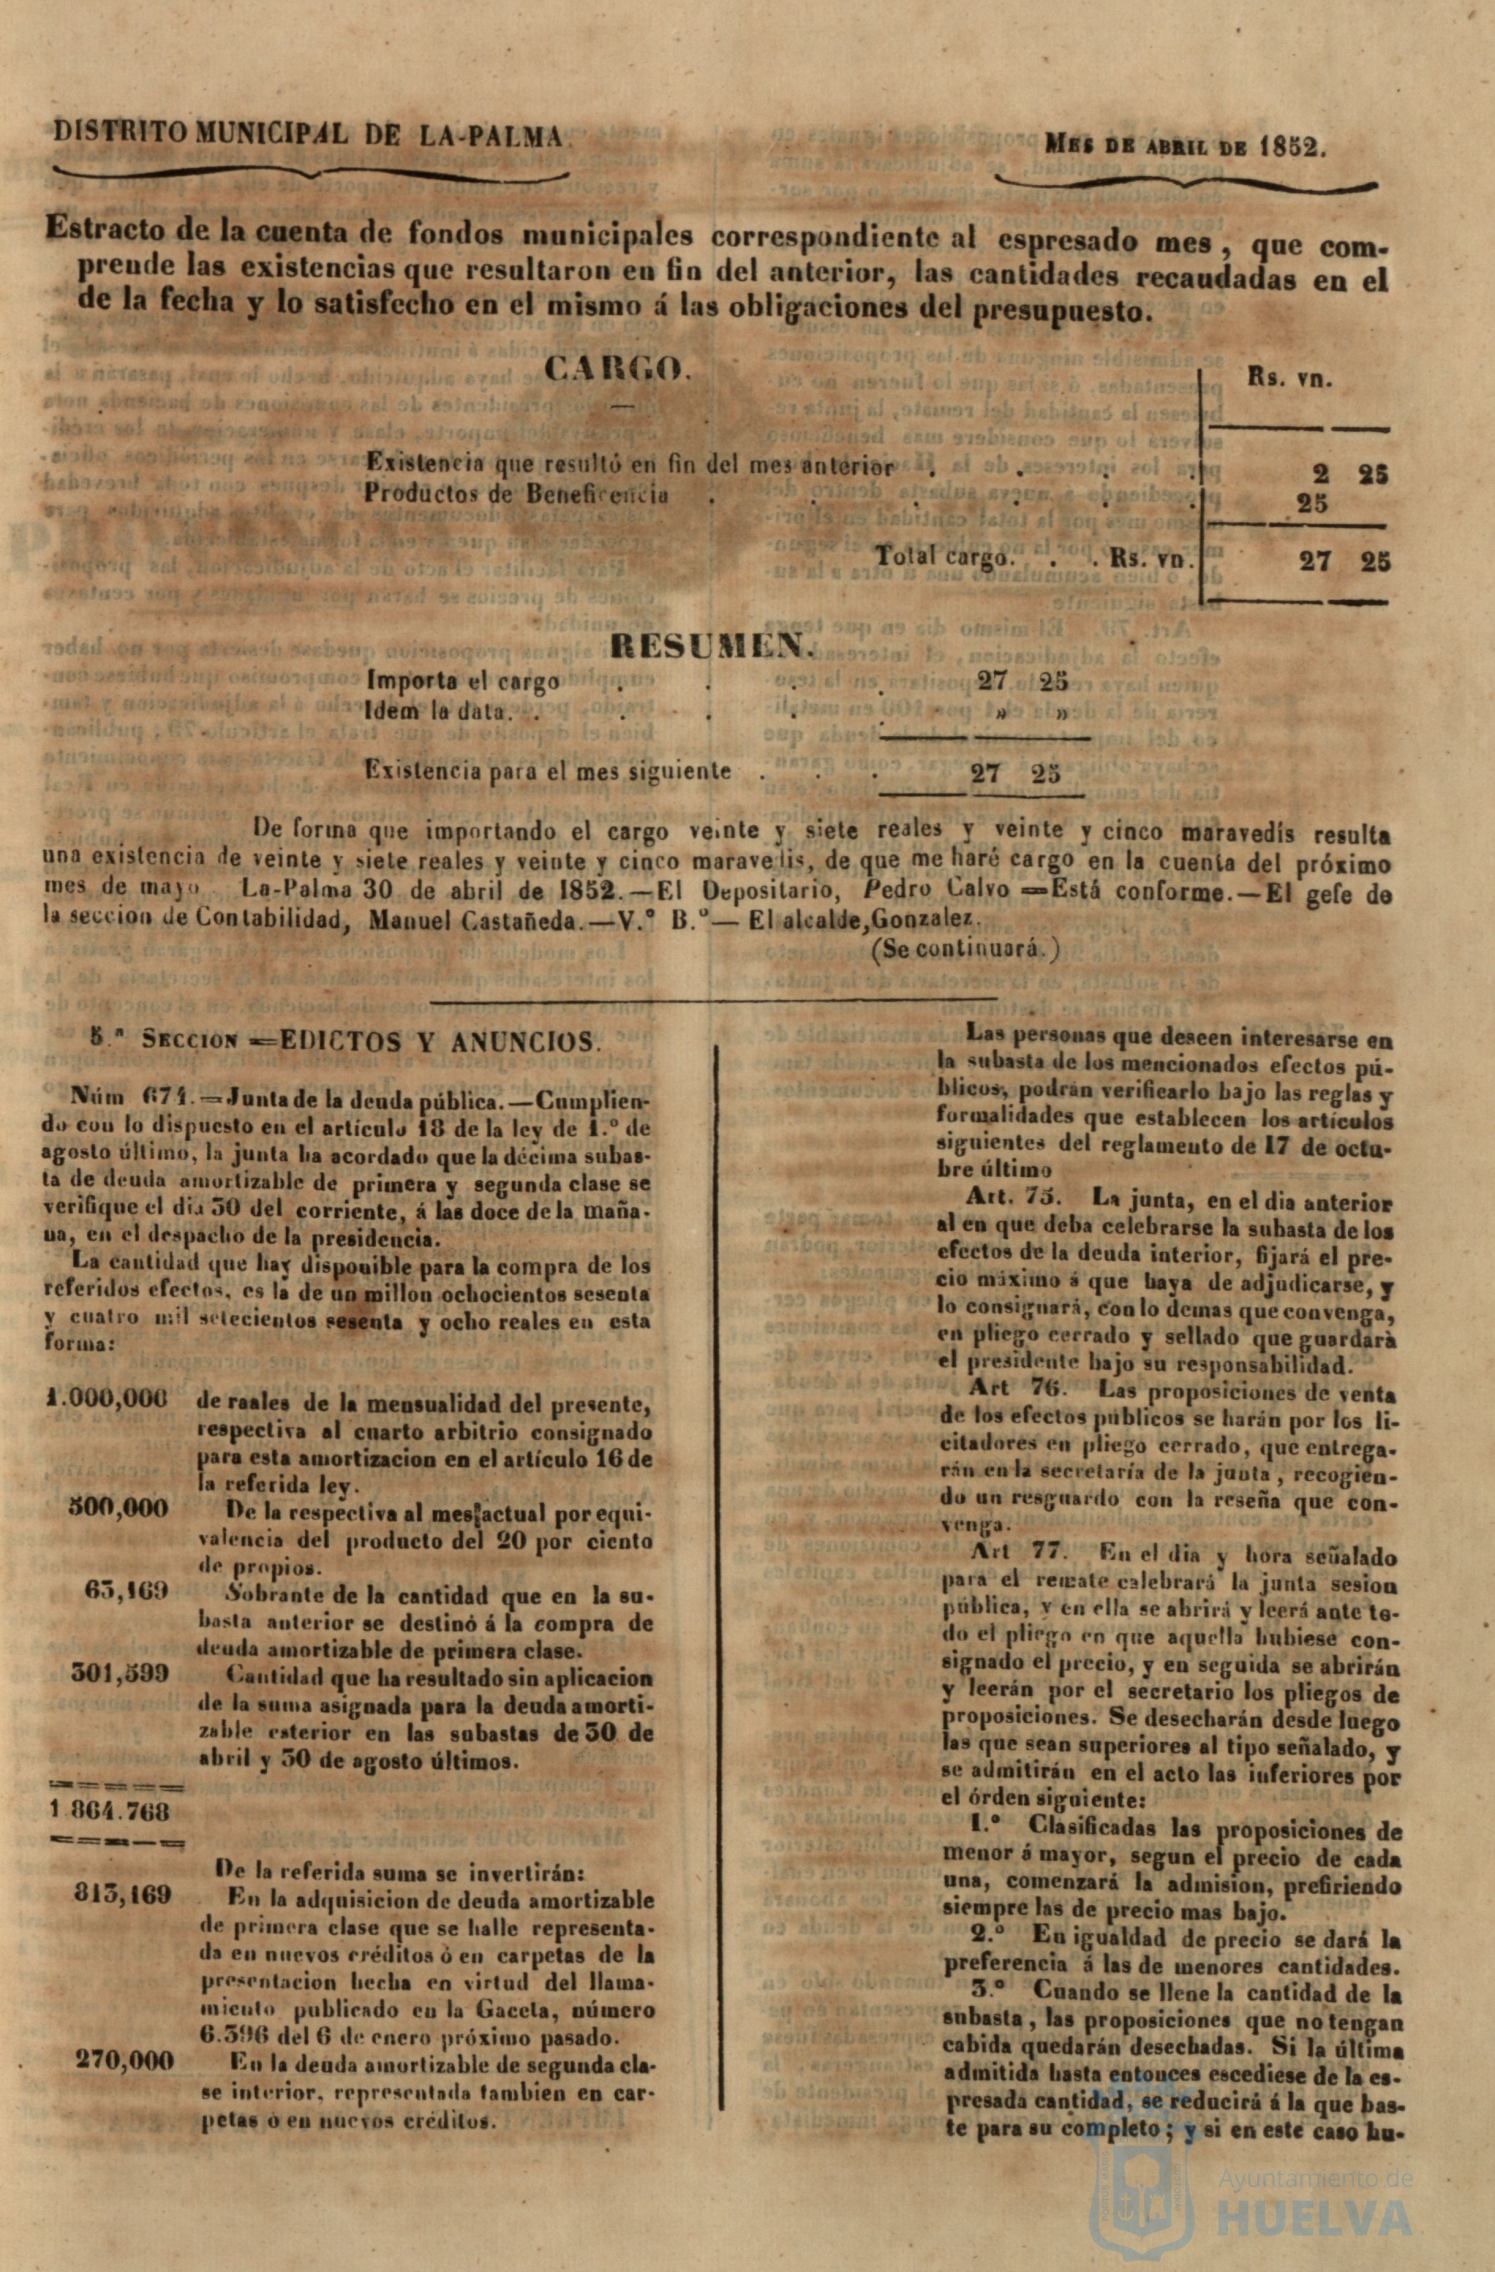 DISTRITO MUNICIPAL DE LA-PALMA.
MES DE ABRIL DE 1852.
Estracto de la cuenta de fondos municipales correspondiente al espresado mes, que com-
prende las existencias que resultaron en fin del anterior, las cantidades recaudadas en el
de la fecha y lo satisfecho en el mismo á las obligaciones del presupuesto.
CARGO.
Rs. vn.
Existencia que resultó en fin del mes anterior . . . . 2 25
Productos de Beneficencia . . . . . . 25
Total cargo. . . Rs. vn. 27 25
RESUMEN.
Importa el cargo . . . . 27 25
Idem la data. . . . . . » »
Existencia para el mes siguiente . . . 27 25
De forma que importando el cargo veinte y siete reales y veinte y cinco maravedís resulta
una existencia de veinte y siete reales y veinte y cinco maravedis, de que me haré cargo en la cuenta del próximo
mes de mayo. La-Palma 30 de abril de 1852.—El Depositario, Pedro Calvo=Está conforme.—El gefe de
la seccion de Contabilidad, Manuel Castañeda.—V.° B.°—El alcalde, Gonzalez.
(Se continuará.)
5.ª SECCION=EDICTOS Y ANUNCIOS.
Núm 674.=Junta de la deuda pública.—Cumplien-
do con lo dispuesto en el artículo 18 de la ley de 1.º de
agosto último, la junta ha acordado que la décima subas-
ta de deuda amortizable de primera y segunda clase se
verifique el dia 30 del corriente, á las doce de la maña-
na, en el despacho de la presidencia.
La cantidad que hay disponible para la compra de los
referidos efectos, es la de un millon ochocientos sesenta
y cuatro mil setecientos sesenta y ocho reales en esta
forma:
1.000,000 de raales de la mensualidad del presente,
respectiva al cuarto arbitrio consignado
para esta amortizacion en el artículo 16 de
la referida ley.
500,000 De la respectiva al mes actual por equi-
valencia del producto del 20 por ciento
de propios.
63,169 Sobrante de la cantidad que en la su-
basta anterior se destinó á la compra de
deuda amortizable de primera clase.
301,599 Cantidad que ha resultado sin aplicacion
de la suma asignada para la deuda amorti-
zable esterior en las subastas de 30 de
abril y 30 de agosto últimos.
1 864.768
De la referida suma se invertirán:
813,169 En la adquisicion de deuda amortizable
de primera clase que se halle representa-
da en nuevos créditos ó en carpetas de la
presentacion hecha en virtud del llama-
miento publicado en la Gaceta, número
6.396 del 6 de enero próximo pasado.
270,000 En la deuda amortizable de segunda cla-
se interior, representada tambien en car-
petas ó en nuevos créditos.
Las personas que deseen interesarse en
la subasta de los mencionados efectos pú-
blicos, podrán verificarlo bajo las reglas y
formalidades que establecen los artículos
siguientes del reglamento de 17 de octu-
bre último
Art. 75. La junta, en el dia anterior
al en que deba celebrarse la subasta de los
efectos de la deuda interior, fijará el pre-
cio máximo á que haya de adjudicarse, y
lo consignará, con lo demas que convenga,
en pliego cerrado y sellado que guardarà
el presidente bajo su responsabilidad.
Art 76. Las proposiciones de venta
de los efectos públicos se harán por los li-
citadores en pliego cerrado, que entrega-
rán en la secretaría de la junta, recogien-
do un resguardo con la reseña que con-
venga.
Art 77. En el dia y hora señalado
para el remate celebrará la junta sesion
pública, y en ella se abrirá y leerá ante to-
do el pliego en que aquella hubiese con-
signado el precio, y en seguida se abrirán
y leerán por el secretario los pliegos de
proposiciones. Se desecharán desde luego
las que sean superiores al tipo señalado, y
se admitirán en el acto las inferiores por
el órden siguiente:
1.º Clasificadas las proposiciones de
menor á mayor, segun el precio de cada
una, comenzará la admision, prefiriendo
siempre las de precio mas bajo.
2.º En igualdad de precio se dará la
preferencia á las de menores cantidades.
3.º Cuando se llene la cantidad de la
subasta, las proposiciones que no tengan
cabida quedarán desechadas. Si la última
admitida hasta entonces escediese de la es-
presada cantidad, se reducirá á la que bas-
te para su completo; y si en este caso hu-
Ayuntamiento de
HUELVA